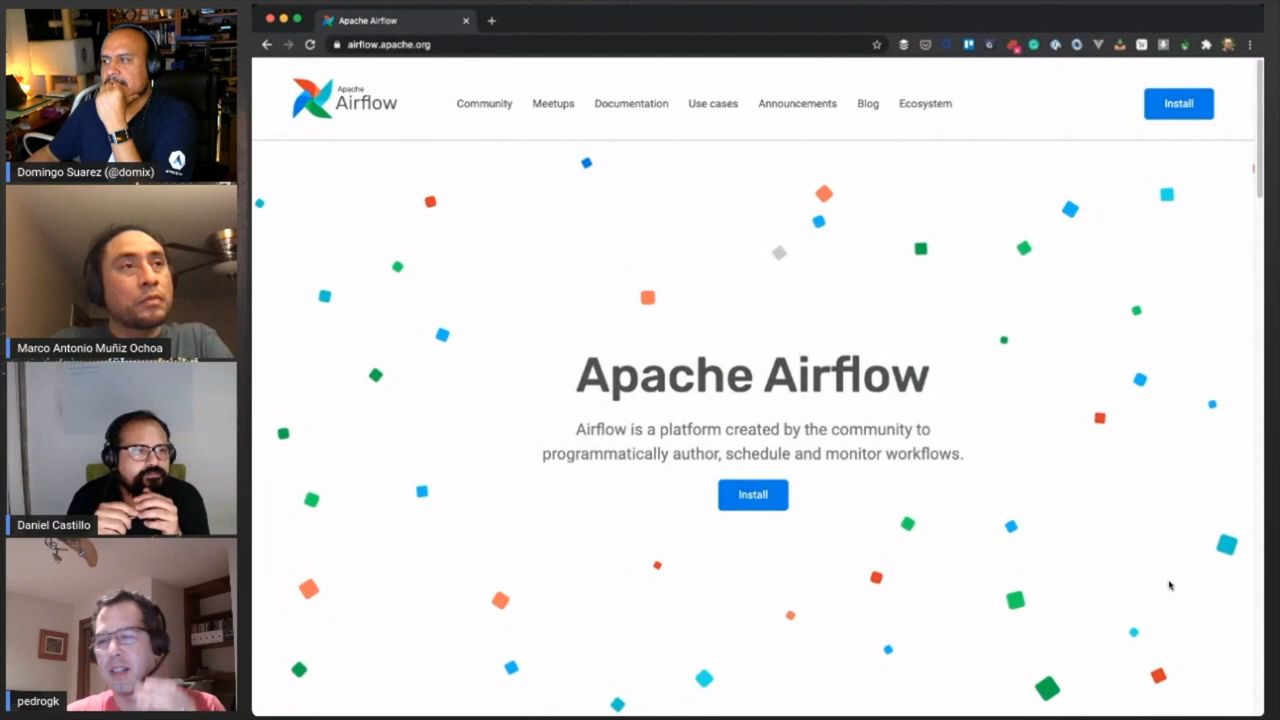 Domingo Suarez (@domix)
Marco Antonio Muñiz Ochoa
Daniel Castillo
pedrogk
Apache Airflow
airflow.apache.org
Apache
Airflow
Community
Meetups
Documentation
Use cases
Announcements
Blog
Ecosystem
Install
Apache Airflow
Airflow is a platform created by the community to
programmatically author, schedule and monitor workflows.
Install